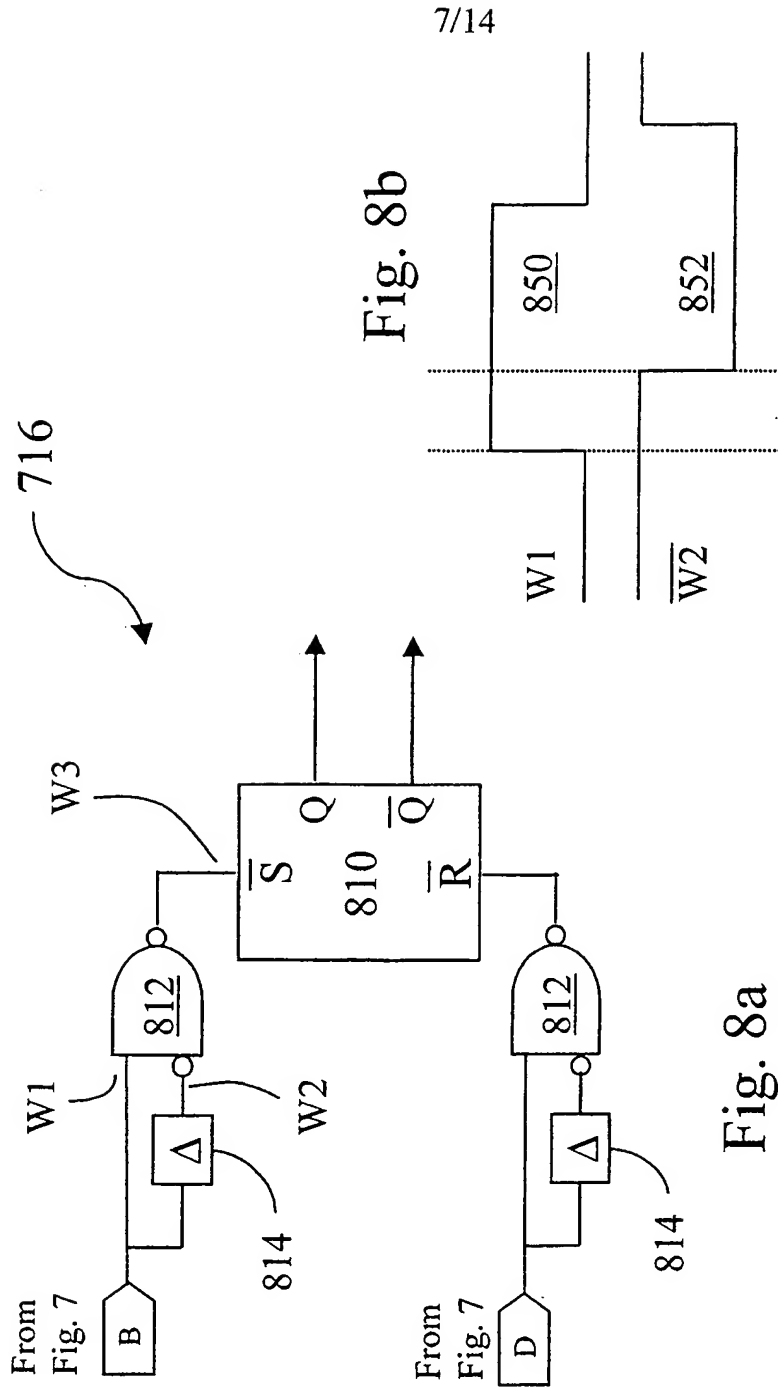 7/14
716
From
Fig. 7
B
W1
814
Δ
W2
812
W3
S̅
Q
810
R̅
Q̅
From
Fig. 7
D
814
Δ
812
Fig. 8a
Fig. 8b
W1
850
W̅2̅
852